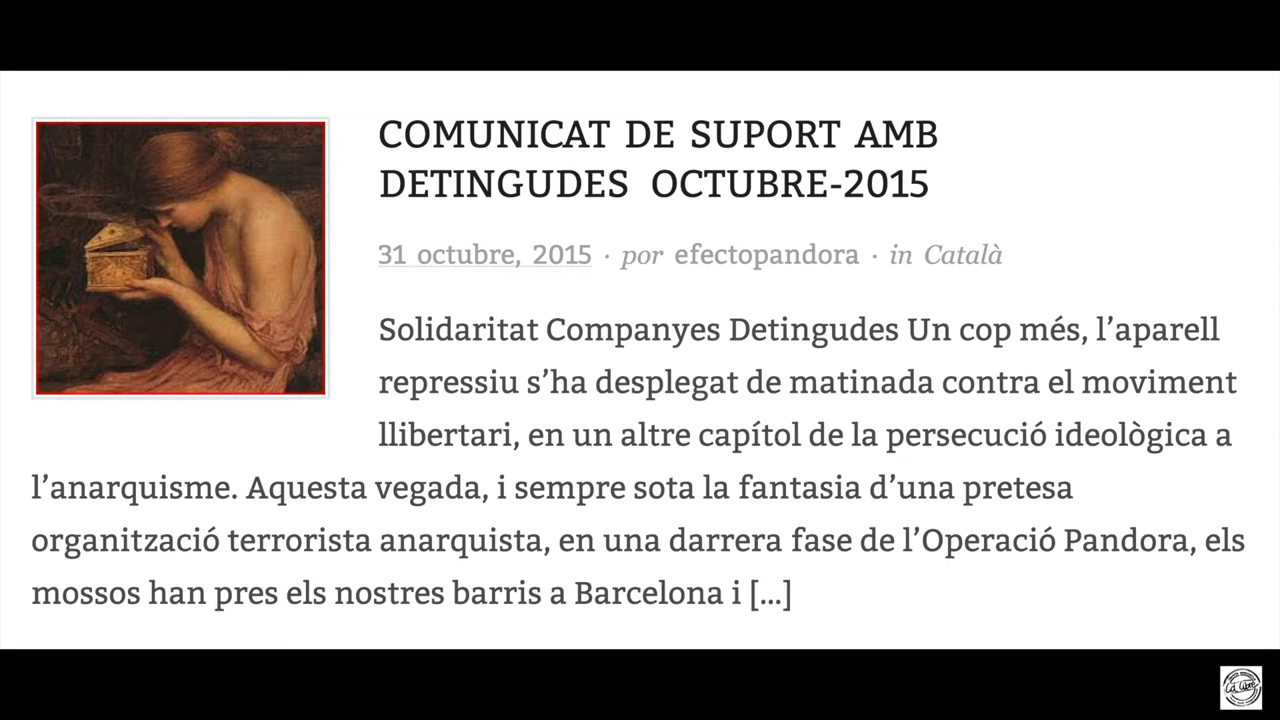 COMUNICAT DE SUPORT AMB
DETINGUDES OCTUBRE-2015
31 octubre, 2015 · por efectopandora · in Català
Solidaritat Companyes Detingudes Un cop més, l’aparell
repressiu s’ha desplegat de matinada contra el moviment
llibertari, en un altre capítol de la persecució ideològica a
l’anarquisme. Aquesta vegada, i sempre sota la fantasia d’una pretesa
organització terrorista anarquista, en una darrera fase de l’Operació Pandora, els
mossos han pres els nostres barris a Barcelona i [...]